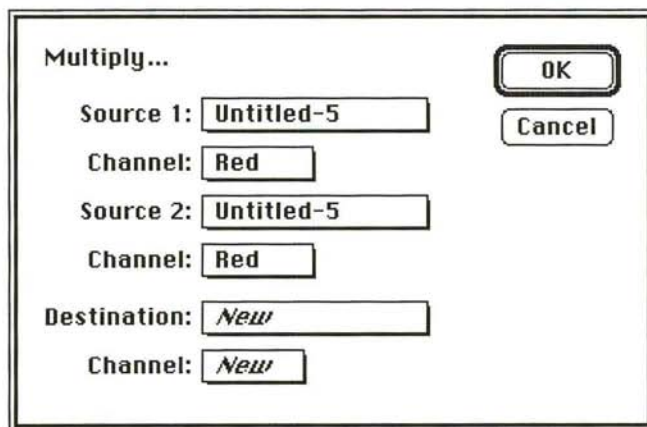 Multiply...
OK
Source 1: Untitled-5
Cancel
Channel: Red
Source 2: Untitled-5
Channel: Red
Destination: New
Channel: New